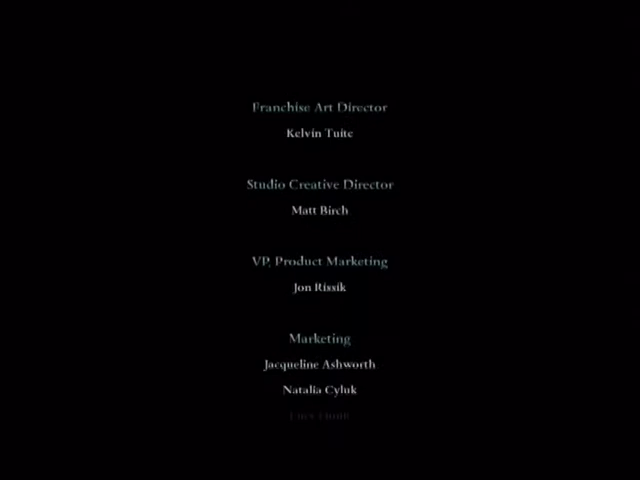 Franchise Art Director
Kelvin Tuite
Studio Creative Director
Matt Birch
VP, Product Marketing
Jon Rissik
Marketing
Jacqueline Ashworth
Natalia Cyluk